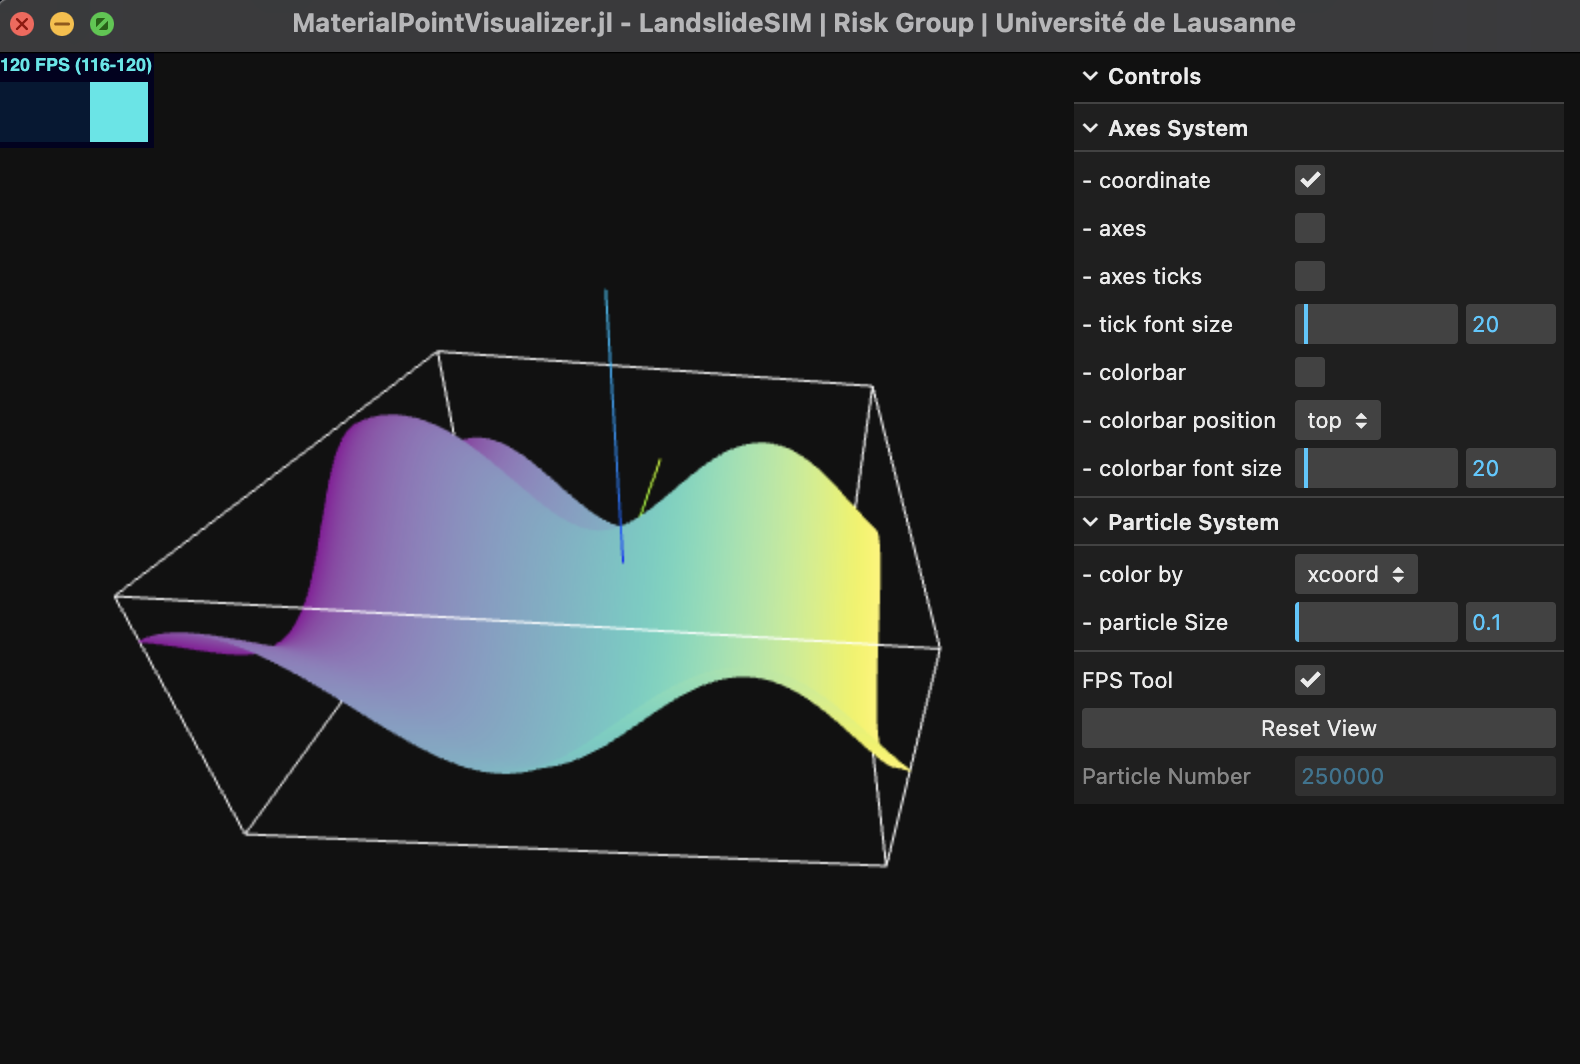 MaterialPointVisualizer.jl - LandslideSIM | Risk Group | Université de Lausanne
120 FPS (116-120)
Controls
Axes System
- coordinate
- axes
- axes ticks
- tick font size 20
- colorbar
- colorbar position top
- colorbar font size 20
Particle System
- color by xcoord
- particle Size 0.1
FPS Tool
Reset View
Particle Number 250000